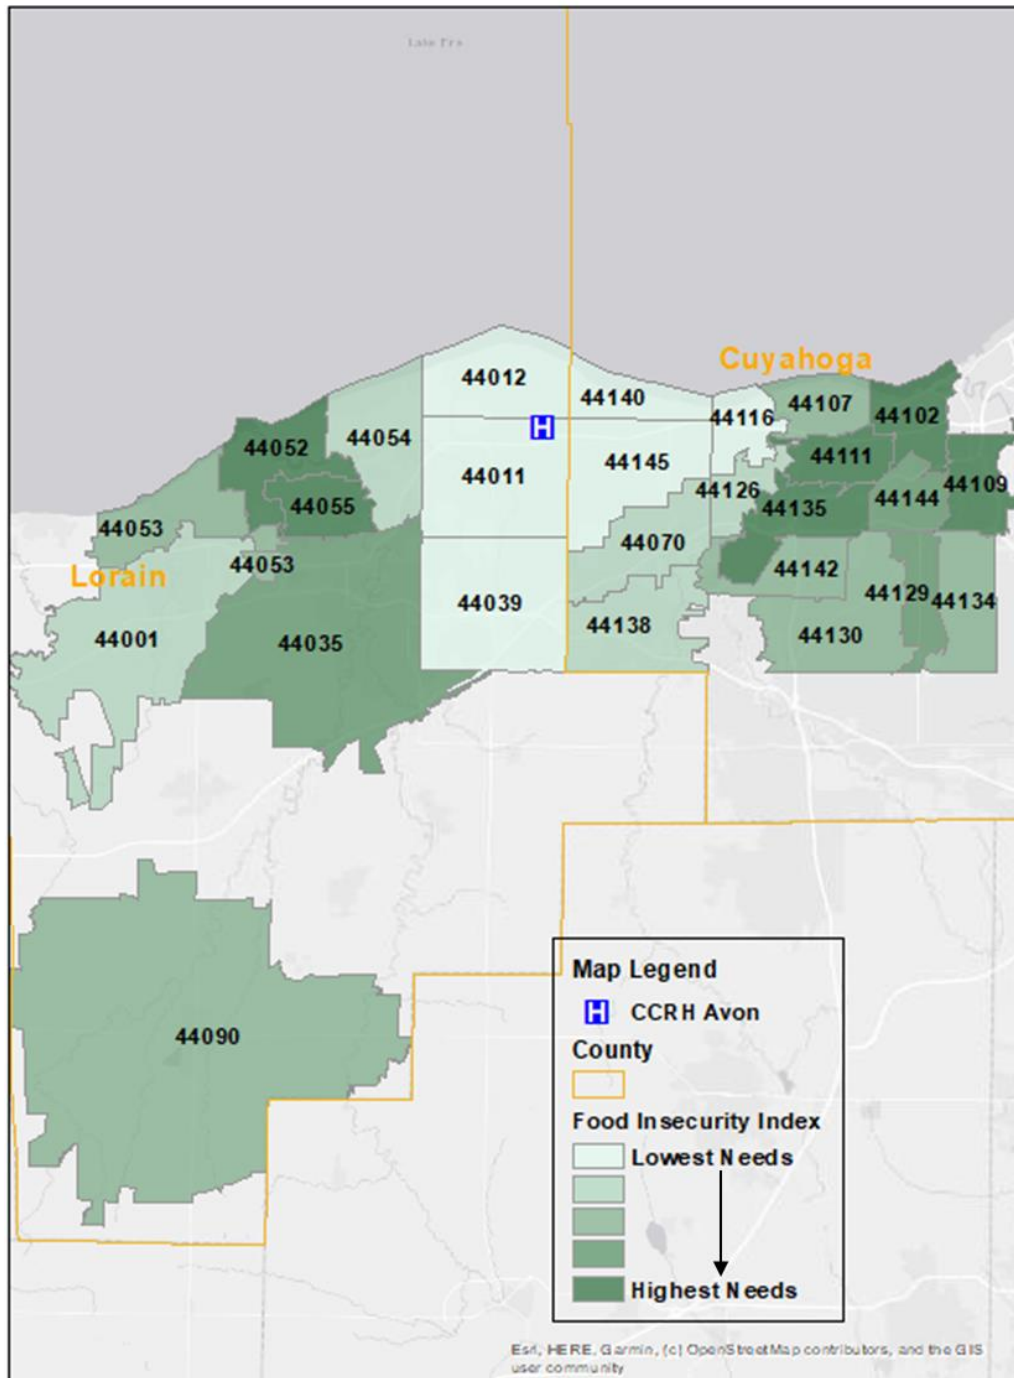 Lake Erie
Cuyahoga
44012
44140
44107
44116
44102
44052
44054
44111
44011
44145
44126
44109
44144
44055
44135
44053
44070
44053
44142
Lorain
44129
44134
44039
44138
44130
44001
44035
44090
Map Legend
H CCRH Avon
County
Food Insecurity Index
Lowest Needs
Highest Needs
Esri, HERE, Garmin, (c) OpenStreetMap contributors, and the GIS
user community